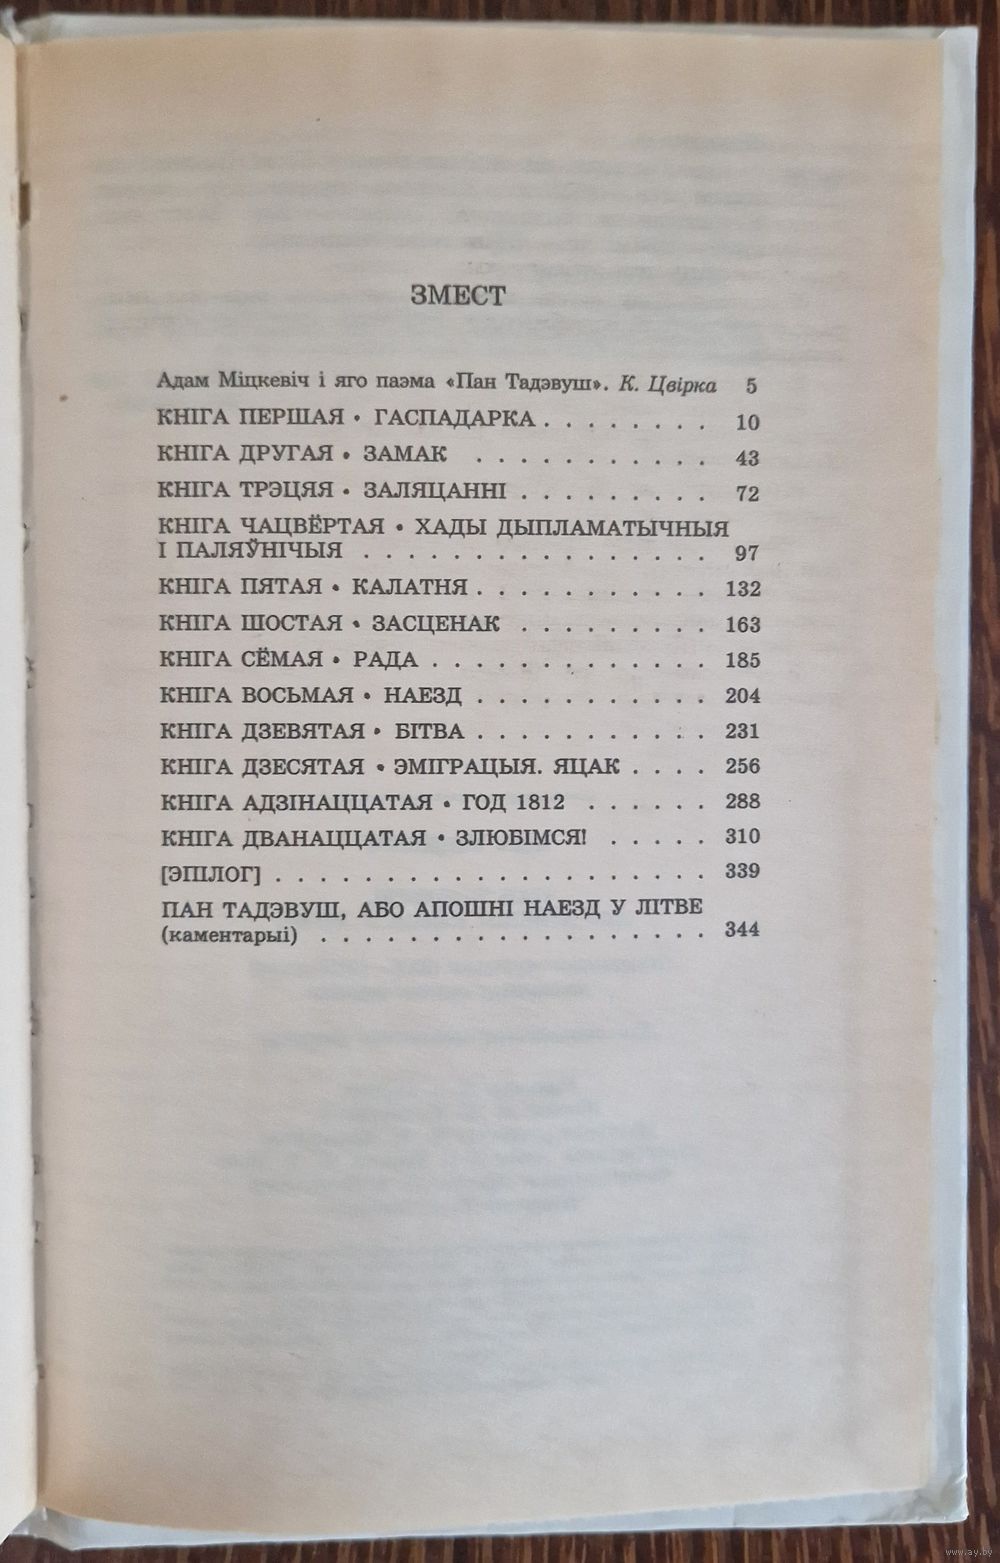 ЗМЕСТ
Адам Міцкевіч і яго паэма «Пан Тадэвуш». К. Цвірка 5
КНІГА ПЕРШАЯ • ГАСПАДАРКА . . . . . . . . 10
КНІГА ДРУГАЯ • ЗАМАК . . . . . . . . . . . 43
КНІГА ТРЭЦЯЯ • ЗАЛЯЦАННІ . . . . . . . . . 72
КНІГА ЧАЦВЁРТАЯ • ХАДЫ ДЫПЛАМАТЫЧНЫЯ
І ПАЛЯЎНІЧЫЯ . . . . . . . . . . . . . . . . 97
КНІГА ПЯТАЯ • КАЛАТНЯ . . . . . . . . . . . 132
КНІГА ШОСТАЯ • ЗАСЦЕНАК . . . . . . . . . 163
КНІГА СЁМАЯ • РАДА . . . . . . . . . . . . . 185
КНІГА ВОСЬМАЯ • НАЕЗД . . . . . . . . . . . 204
КНІГА ДЗЕВЯТАЯ • БІТВА . . . . . . . . . . . 231
КНІГА ДЗЕСЯТАЯ • ЭМІГРАЦЫЯ. ЯЦАК . . . . 256
КНІГА АДЗІНАЦЦАТАЯ • ГОД 1812 . . . . . . 288
КНІГА ДВАНАЦЦАТАЯ • ЗЛЮБІМСЯ! . . . . . 310
[ЭПІЛОГ] . . . . . . . . . . . . . . . . . . . . 339
ПАН ТАДЭВУШ, АБО АПОШНІ НАЕЗД У ЛІТВЕ
(каментарыі) . . . . . . . . . . . . . . . . . . 344
www.ay.by